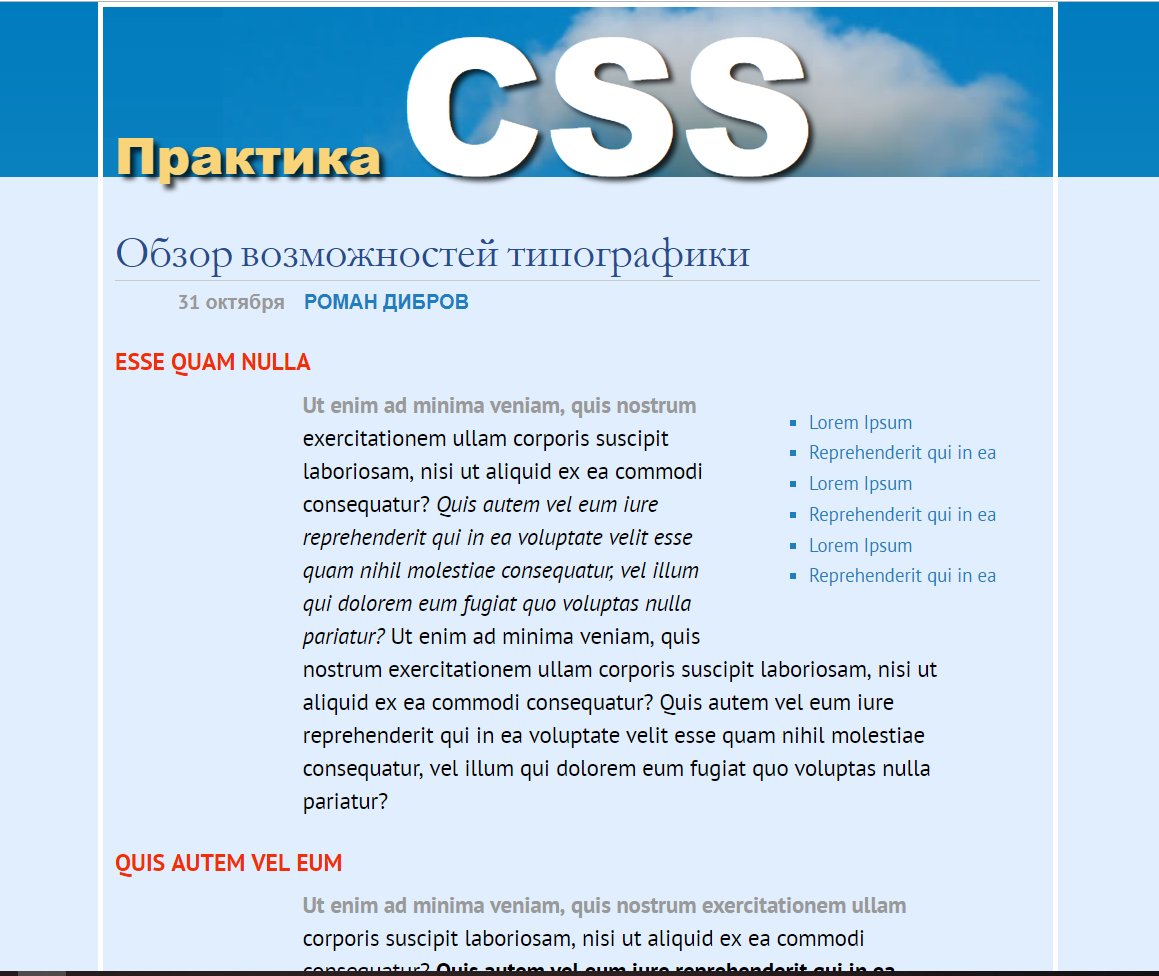 Практика CSS
Обзор возможностей типографики
31 октября РОМАН ДИБРОВ
ESSE QUAM NULLA
Ut enim ad minima veniam, quis nostrum
exercitationem ullam corporis suscipit
laboriosam, nisi ut aliquid ex ea commodi
consequatur? Quis autem vel eum iure
reprehenderit qui in ea voluptate velit esse
quam nihil molestiae consequatur, vel illum
qui dolorem eum fugiat quo voluptas nulla
pariatur? Ut enim ad minima veniam, quis
nostrum exercitationem ullam corporis suscipit laboriosam, nisi ut
aliquid ex ea commodi consequatur? Quis autem vel eum iure
reprehenderit qui in ea voluptate velit esse quam nihil molestiae
consequatur, vel illum qui dolorem eum fugiat quo voluptas nulla
pariatur?
Lorem Ipsum
Reprehenderit qui in ea
Lorem Ipsum
Reprehenderit qui in ea
Lorem Ipsum
Reprehenderit qui in ea
QUIS AUTEM VEL EUM
Ut enim ad minima veniam, quis nostrum exercitationem ullam
corporis suscipit laboriosam, nisi ut aliquid ex ea commodi
consequatur? Quis autem vel eum iure reprehenderit qui in ea